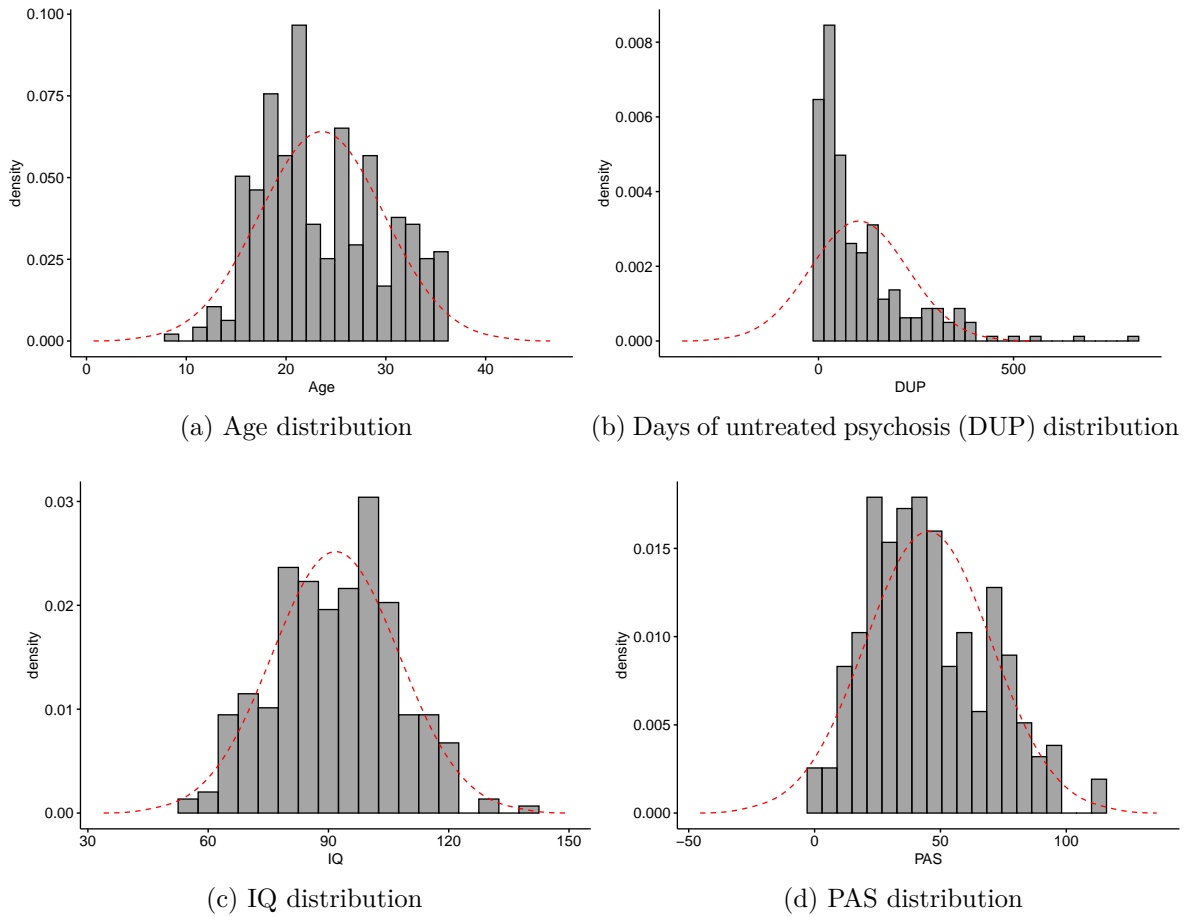 0.100
0.075
0.050
0.025
0.000
density
0 10 20 30 40
Age
(a) Age distribution
0.008
0.006
0.004
0.002
0.000
density
0 500
DUP
(b) Days of untreated psychosis (DUP) distribution
0.03
0.02
0.01
0.00
density
30 60 90 120 150
IQ
(c) IQ distribution
0.015
0.010
0.005
0.000
density
−50 0 50 100
PAS
(d) PAS distribution